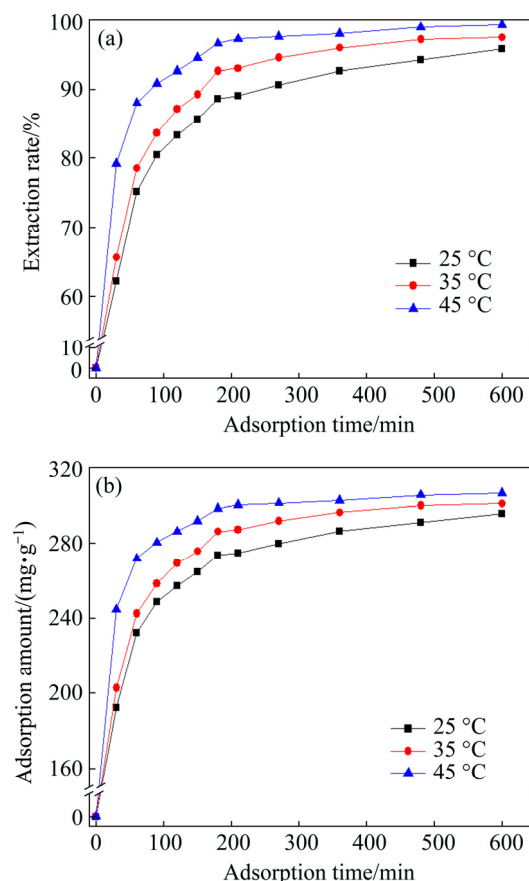 100
(a)
90
80
70
60
10
0
Extraction rate/%
25 °C
35 °C
45 °C
0 100 200 300 400 500 600
Adsorption time/min
320
(b)
280
240
200
160
0
Adsorption amount/(mg•g⁻¹)
25 °C
35 °C
45 °C
0 100 200 300 400 500 600
Adsorption time/min